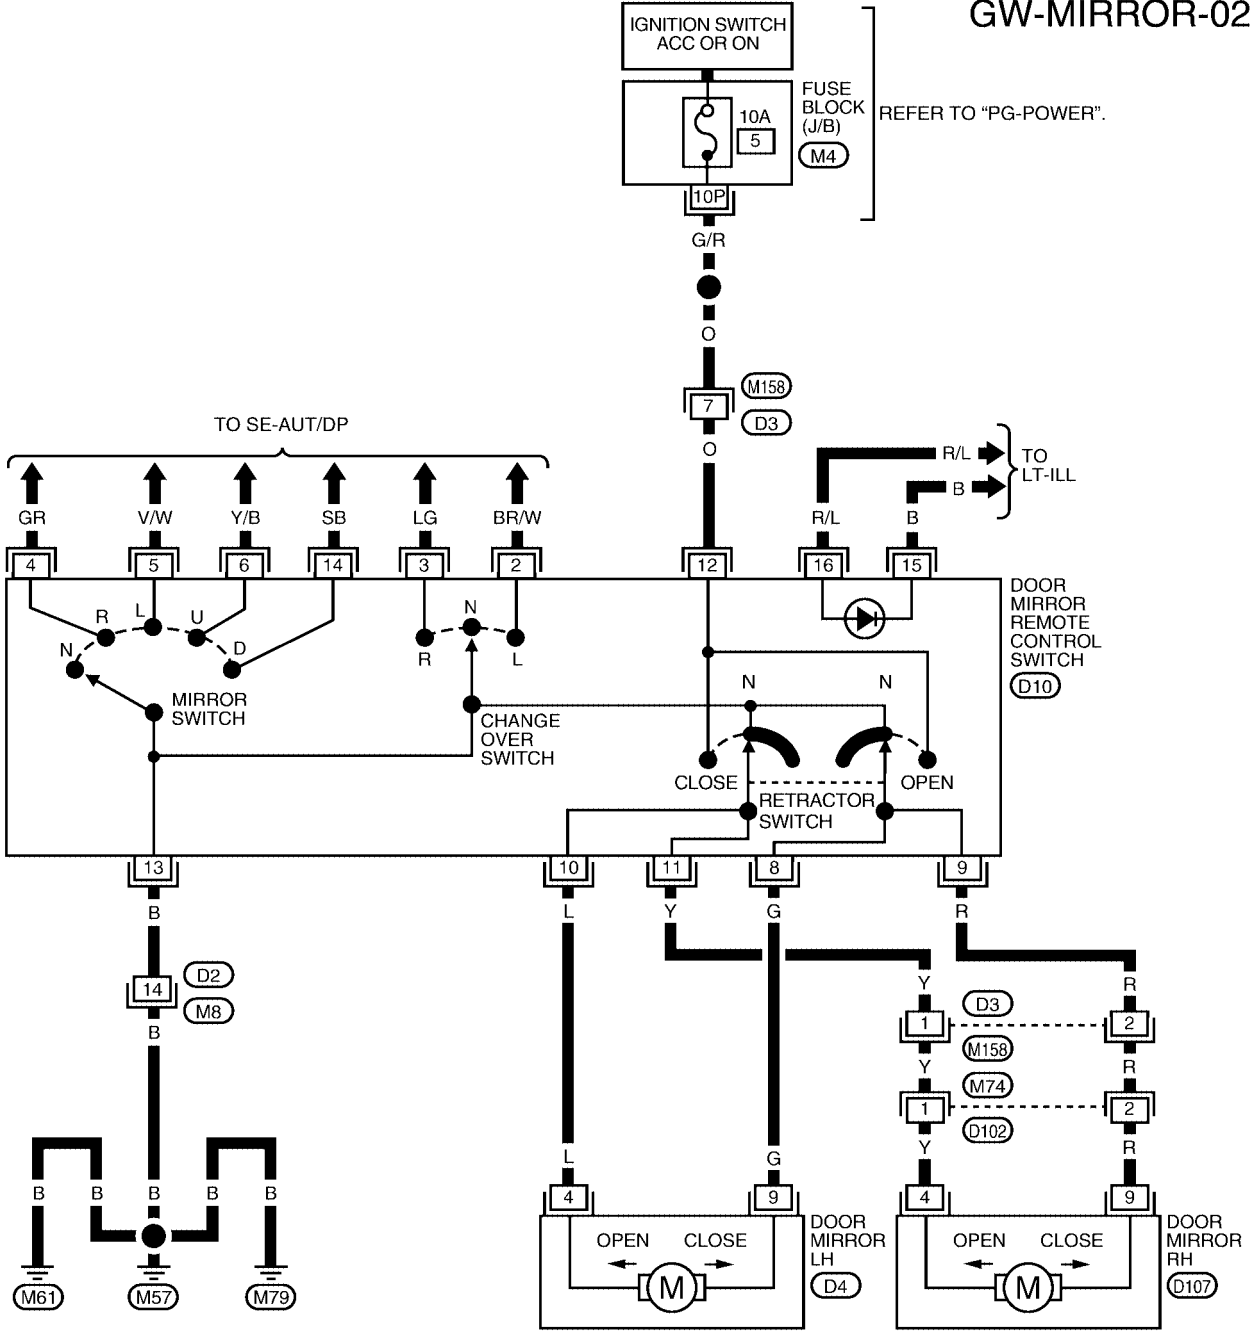 GW-MIRROR-02
IGNITION SWITCH
ACC OR ON
FUSE
BLOCK
(J/B)
M4
10A
5
REFER TO “PG-POWER”.
10P
G/R
O
7
M158
D3
O
TO SE-AUT/DP
R/L
B
TO
LT-ILL
GR
V/W
Y/B
SB
LG
BR/W
R/L
B
4
5
6
14
3
2
12
16
15
DOOR
MIRROR
REMOTE
CONTROL
SWITCH
D10
N
R
L
U
D
MIRROR
SWITCH
R
N
L
CHANGE
OVER
SWITCH
N
N
CLOSE
OPEN
RETRACTOR
SWITCH
13
10
11
8
9
B
L
Y
G
R
14
D2
M8
B
Y
R
1
D3
2
M158
Y
R
M74
1
2
D102
Y
R
L
G
B
B
B
B
B
M61
M57
M79
4
9
OPEN
CLOSE
M
DOOR
MIRROR
LH
D4
4
9
OPEN
CLOSE
M
DOOR
MIRROR
RH
D107